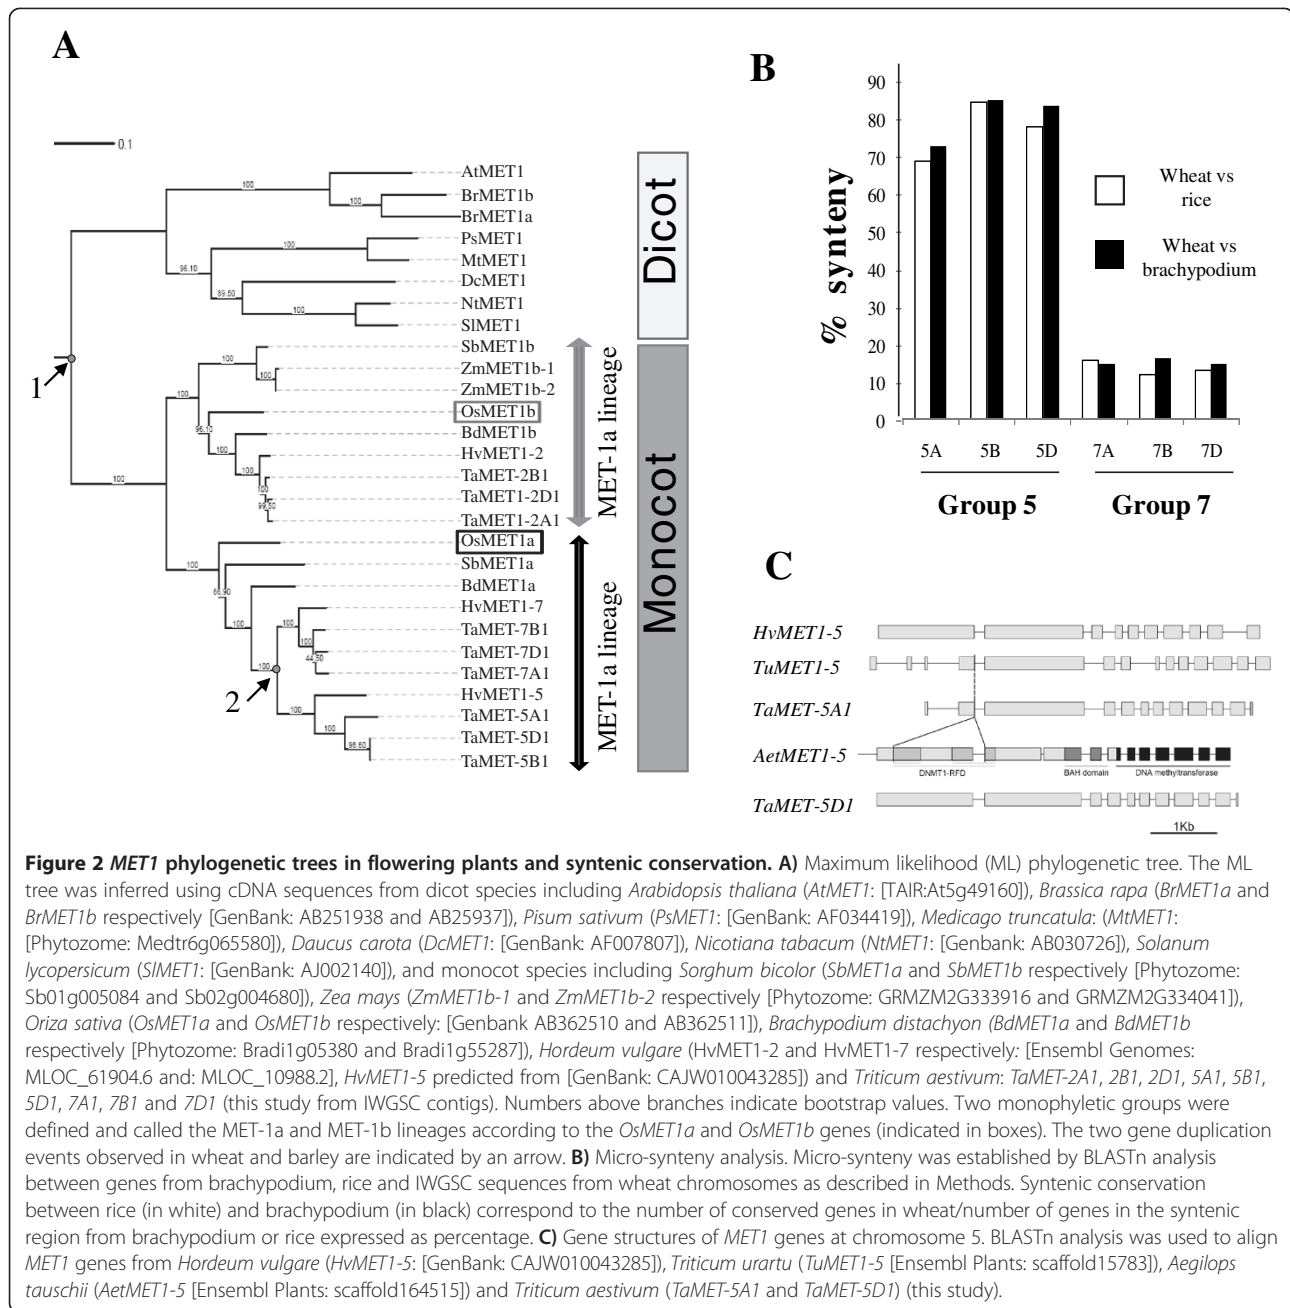 A
0.1
AtMET1
BrMET1b
BrMET1a
PsMET1
MtMET1
DcMET1
NtMET1
SlMET1
SbMET1b
ZmMET1b-1
ZmMET1b-2
OsMET1b
BdMET1b
HvMET1-2
TaMET-2B1
TaMET1-2D1
TaMET1-2A1
OsMET1a
SbMET1a
BdMET1a
HvMET1-7
TaMET-7B1
TaMET-7D1
TaMET-7A1
HvMET1-5
TaMET-5A1
TaMET-5D1
TaMET-5B1
100
100
100
96.10
89.50
100
100
100
100
96.10
100
100
100
99.50
100
66.90
100
100
100
100
44.50
100
100
98.60
1
2
MET-1a lineage
MET-1a lineage
Dicot
Monocot
B
% synteny
90
80
70
60
50
40
30
20
10
0
5A 5B 5D 7A 7B 7D
Group 5 Group 7
Wheat vs
rice
Wheat vs
brachypodium
C
HvMET1-5
TuMET1-5
TaMET-5A1
AetMET1-5
DNMT1-RFD BAH domain DNA methyltransferase
TaMET-5D1
1Kb
Figure 2 MET1 phylogenetic trees in flowering plants and syntenic conservation. A) Maximum likelihood (ML) phylogenetic tree. The ML
tree was inferred using cDNA sequences from dicot species including Arabidopsis thaliana (AtMET1: [TAIR:At5g49160]), Brassica rapa (BrMET1a and
BrMET1b respectively [GenBank: AB251938 and AB25937]), Pisum sativum (PsMET1: [GenBank: AF034419]), Medicago truncatula: (MtMET1:
[Phytozome: Medtr6g065580]), Daucus carota (DcMET1: [GenBank: AF007807]), Nicotiana tabacum (NtMET1: [Genbank: AB030726]), Solanum
lycopersicum (SlMET1: [GenBank: AJ002140]), and monocot species including Sorghum bicolor (SbMET1a and SbMET1b respectively [Phytozome:
Sb01g005084 and Sb02g004680]), Zea mays (ZmMET1b-1 and ZmMET1b-2 respectively [Phytozome: GRMZM2G333916 and GRMZM2G334041]),
Oriza sativa (OsMET1a and OsMET1b respectively: [Genbank AB362510 and AB362511]), Brachypodium distachyon (BdMET1a and BdMET1b
respectively [Phytozome: Bradi1g05380 and Bradi1g55287]), Hordeum vulgare (HvMET1-2 and HvMET1-7 respectively: [Ensembl Genomes:
MLOC_61904.6 and: MLOC_10988.2], HvMET1-5 predicted from [GenBank: CAJW010043285]) and Triticum aestivum: TaMET-2A1, 2B1, 2D1, 5A1, 5B1,
5D1, 7A1, 7B1 and 7D1 (this study from IWGSC contigs). Numbers above branches indicate bootstrap values. Two monophyletic groups were
defined and called the MET-1a and MET-1b lineages according to the OsMET1a and OsMET1b genes (indicated in boxes). The two gene duplication
events observed in wheat and barley are indicated by an arrow. B) Micro-synteny analysis. Micro-synteny was established by BLASTn analysis
between genes from brachypodium, rice and IWGSC sequences from wheat chromosomes as described in Methods. Syntenic conservation
between rice (in white) and brachypodium (in black) correspond to the number of conserved genes in wheat/number of genes in the syntenic
region from brachypodium or rice expressed as percentage. C) Gene structures of MET1 genes at chromosome 5. BLASTn analysis was used to align
MET1 genes from Hordeum vulgare (HvMET1-5: [GenBank: CAJW010043285]), Triticum urartu (TuMET1-5 [Ensembl Plants: scaffold15783]), Aegilops
tauschii (AetMET1-5 [Ensembl Plants: scaffold164515]) and Triticum aestivum (TaMET-5A1 and TaMET-5D1) (this study).